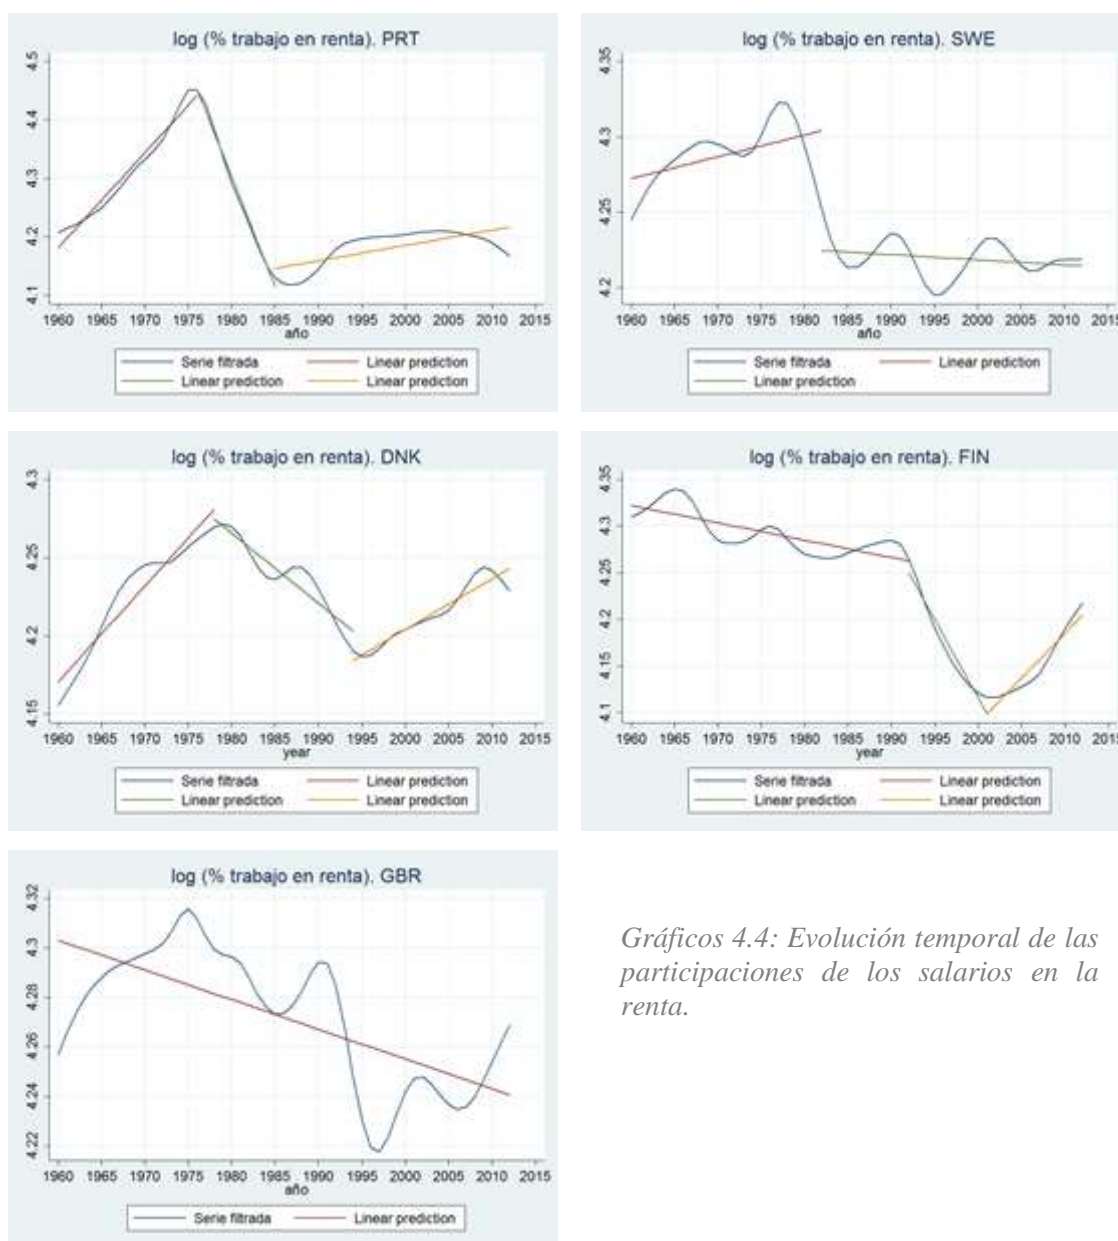 log (% trabajo en renta). PRT
4.5
4.4
4.3
4.2
4.1
1960 1965 1970 1975 1980 1985 1990 1995 2000 2005 2010 2015
año
Serie filtrada Linear prediction
Linear prediction Linear prediction
log (% trabajo en renta). SWE
4.35
4.3
4.25
4.2
1960 1965 1970 1975 1980 1985 1990 1995 2000 2005 2010 2015
año
Serie filtrada Linear prediction
Linear prediction
log (% trabajo en renta). DNK
4.3
4.25
4.2
4.15
1960 1965 1970 1975 1980 1985 1990 1995 2000 2005 2010 2015
year
Serie filtrada Linear prediction
Linear prediction Linear prediction
log (% trabajo en renta). FIN
4.35
4.3
4.25
4.2
4.15
4.1
1960 1965 1970 1975 1980 1985 1990 1995 2000 2005 2010 2015
year
Serie filtrada Linear prediction
Linear prediction Linear prediction
log (% trabajo en renta). GBR
4.32
4.3
4.28
4.26
4.24
4.22
1960 1965 1970 1975 1980 1985 1990 1995 2000 2005 2010 2015
año
Serie filtrada Linear prediction
Gráficos 4.4: Evolución temporal de las
participaciones de los salarios en la
renta.